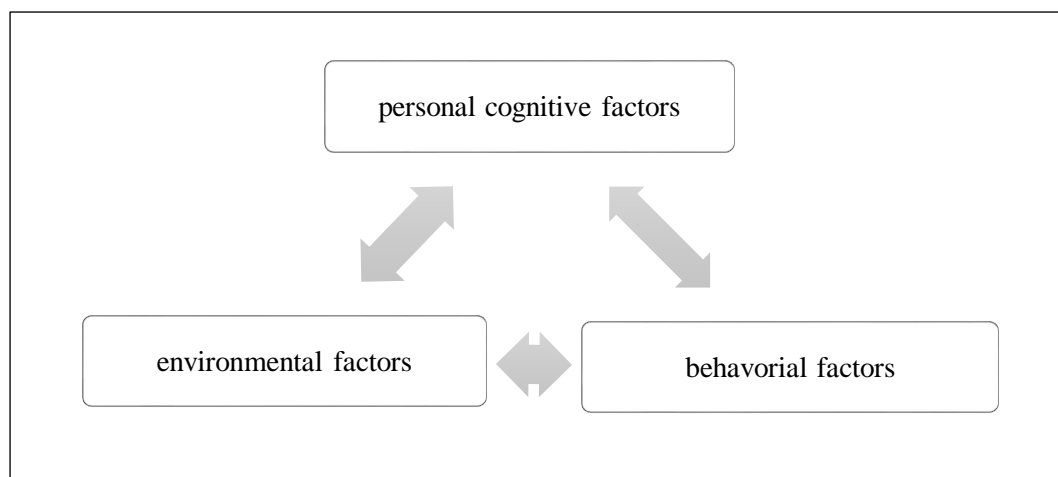 personal cognitive factors
environmental factors
behavorial factors